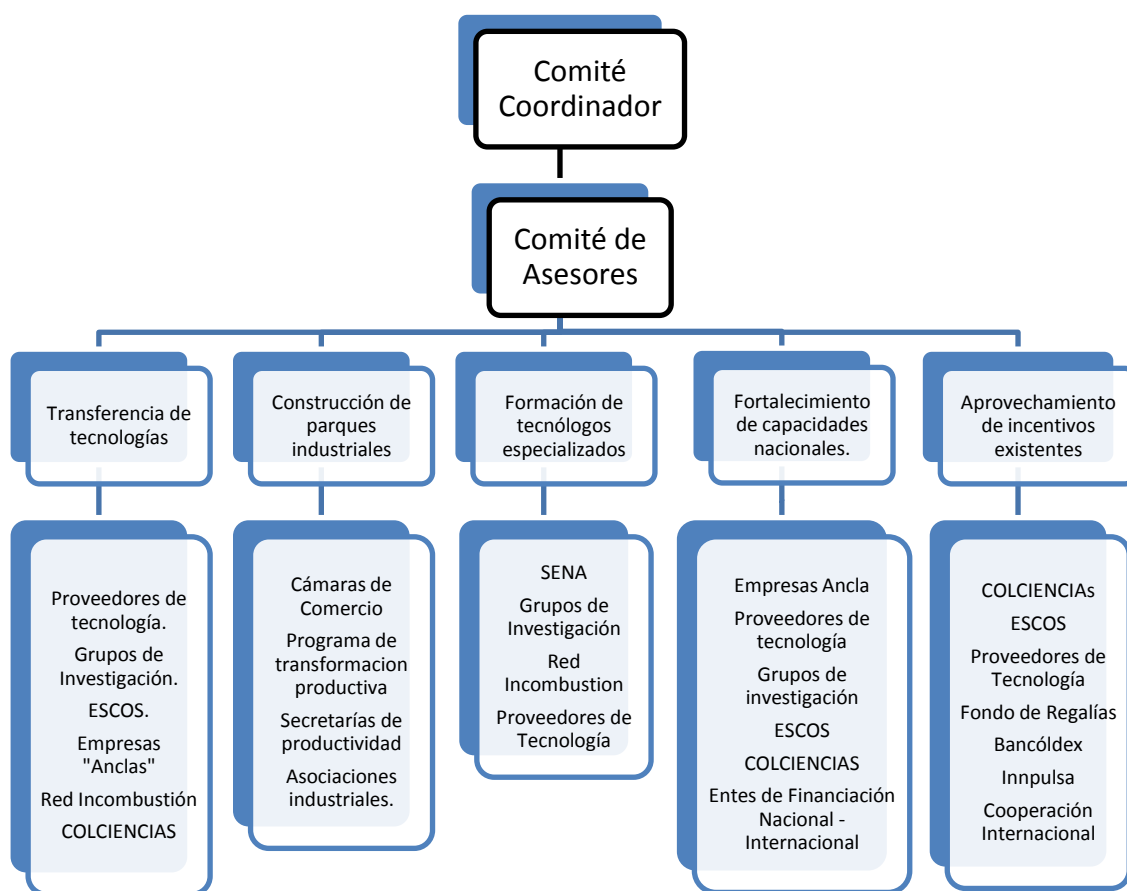 Comité
Coordinador
Comité de
Asesores
Transferencia de
tecnologías
Construcción de
parques
industriales
Formación de
tecnólogos
especializados
Fortalecimiento
de capacidades
nacionales.
Aprovechamiento
de incentivos
existentes
Proveedores de
tecnología.
Grupos de
Investigación.
ESCOS.
Empresas
"Anclas"
Red Incombustión
COLCIENCIAS
Cámaras de
Comercio
Programa de
transformacion
productiva
Secretarías de
productividad
Asociaciones
industriales.
SENA
Grupos de
Investigación
Red
Incombustion
Proveedores de
Tecnología
Empresas Ancla
Proveedores de
tecnología
Grupos de
investigación
ESCOS
COLCIENCIAS
Entes de Financiación
Nacional -
Internacional
COLCIENCIAs
ESCOS
Proveedores de
Tecnología
Fondo de Regalías
Bancóldex
Innpulsa
Cooperación
Internacional